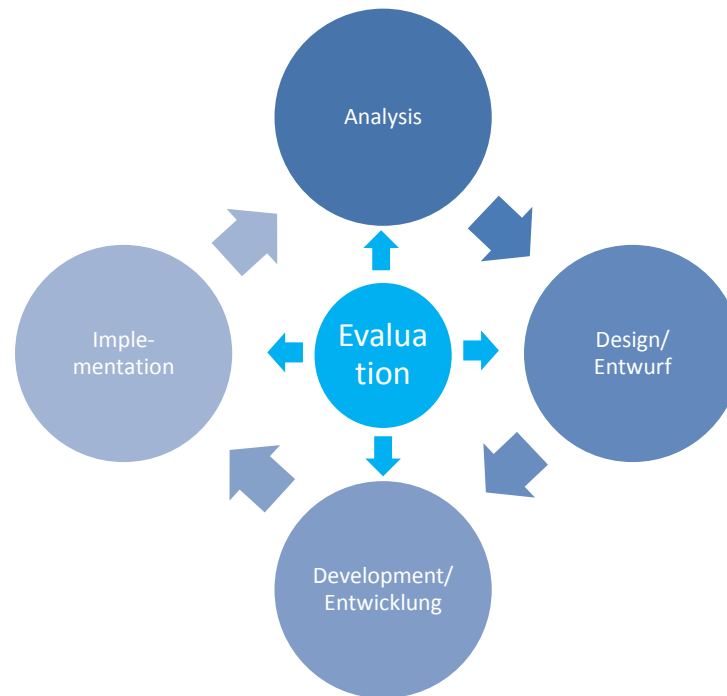 Analysis
Imple-
mentation
Evalua
tion
Design/
Entwurf
Development/
Entwicklung